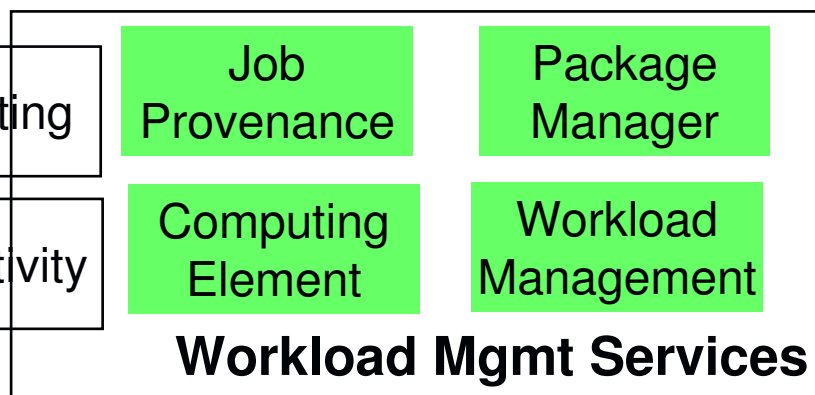 Job
Provenance
Package
Manager
ting
Computing
Element
Workload
Management
tivity
Workload Mgmt Services